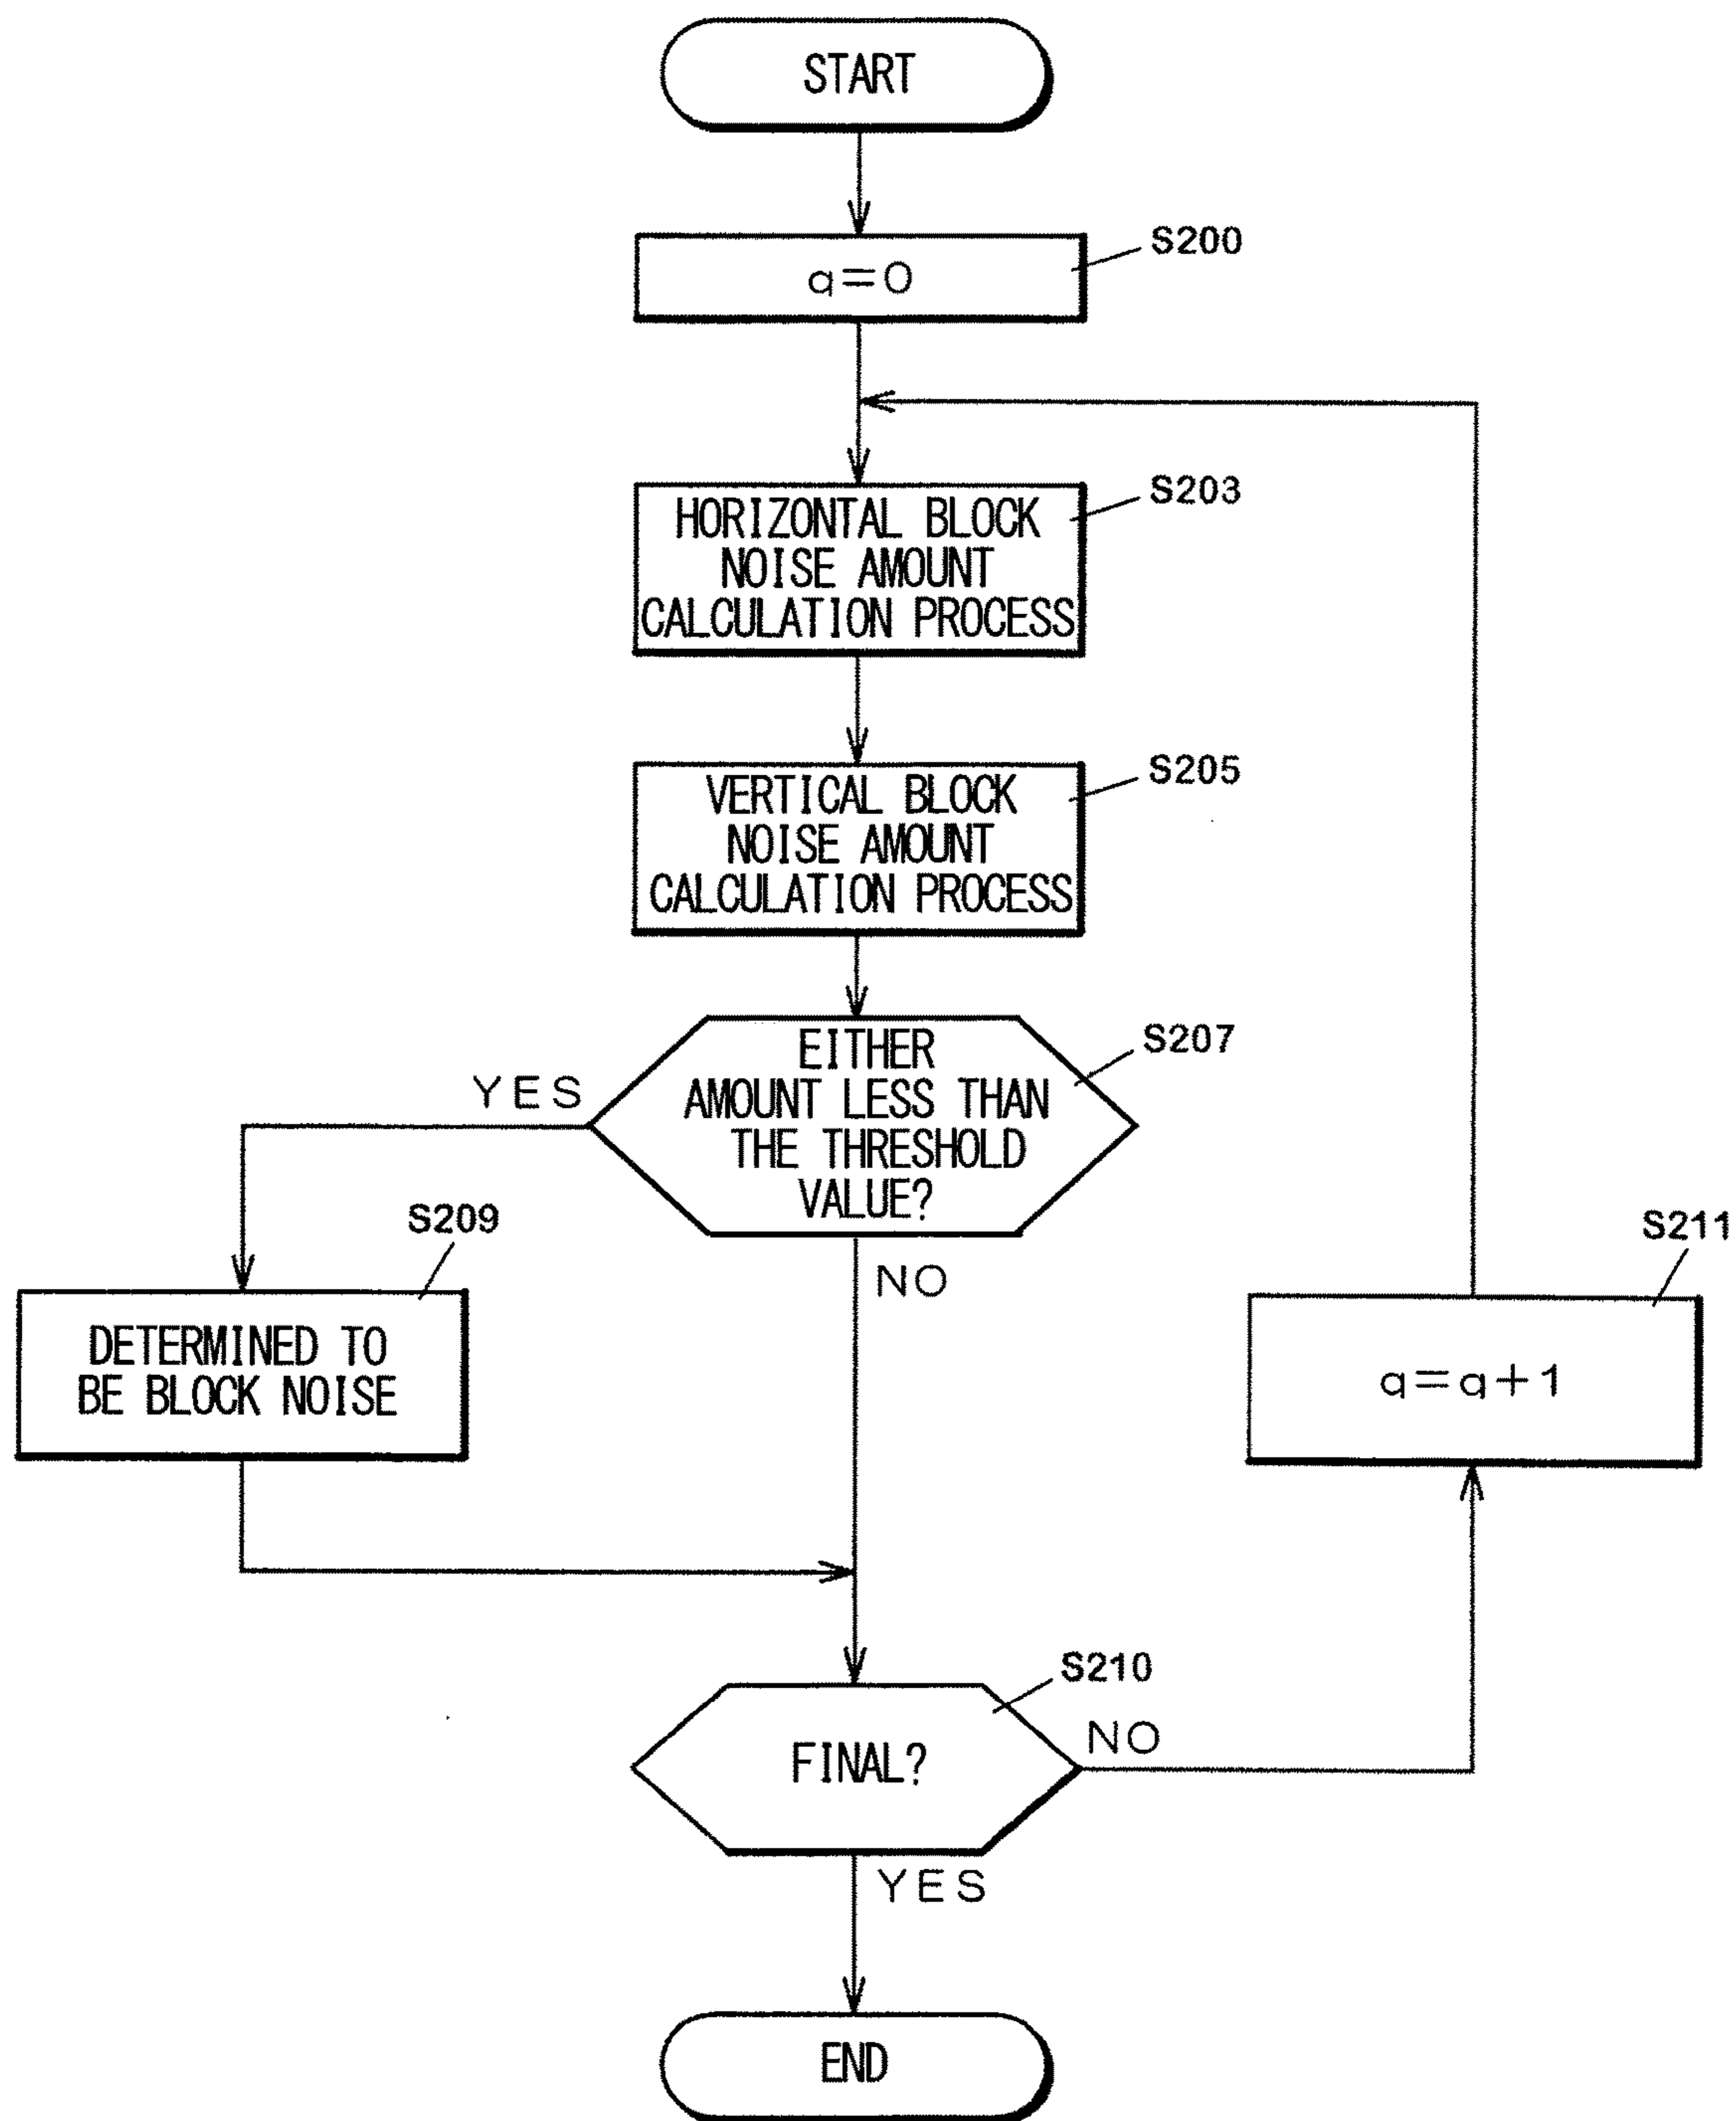 START
S200
q=0
S203
HORIZONTAL BLOCK
NOISE AMOUNT
CALCULATION PROCESS
S205
VERTICAL BLOCK
NOISE AMOUNT
CALCULATION PROCESS
S207
EITHER
AMOUNT LESS THAN
THE THRESHOLD
VALUE?
YES
NO
S209
DETERMINED TO
BE BLOCK NOISE
S211
q=q+1
S210
FINAL?
NO
YES
END